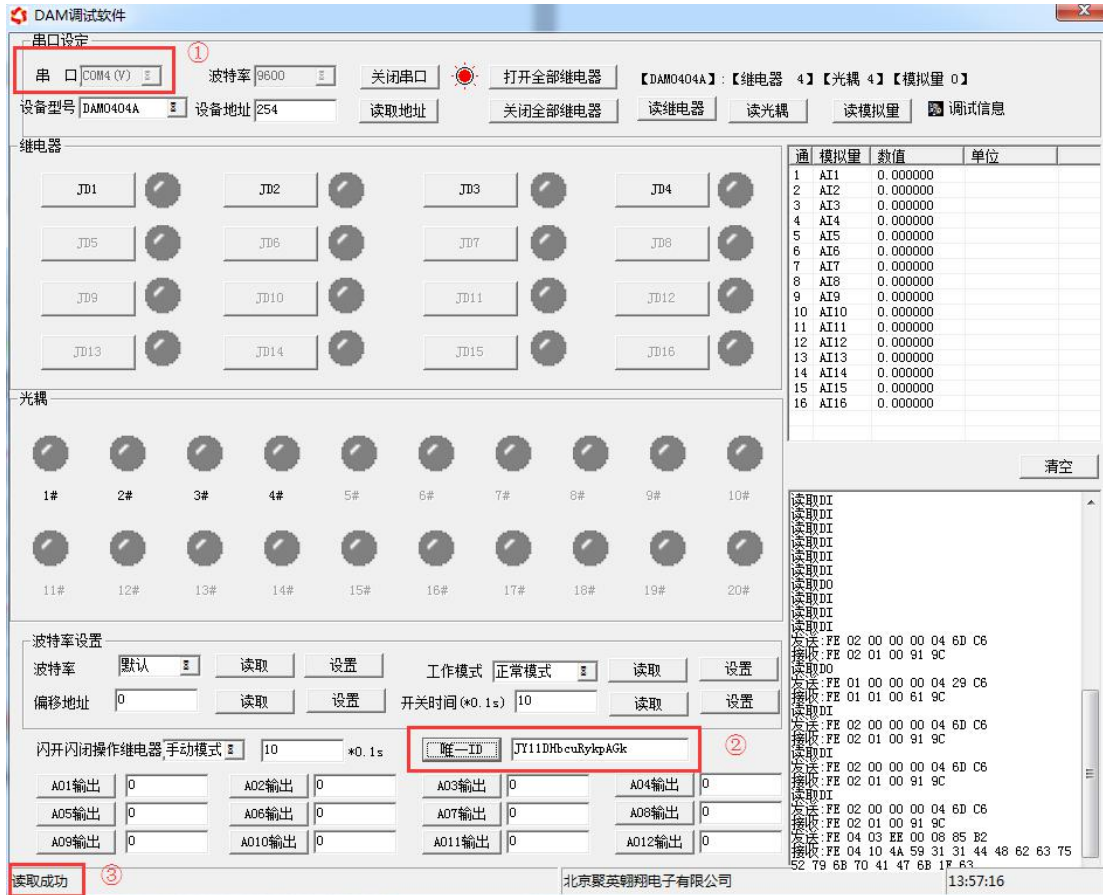 DAM调试软件
串口设定
①
串 口 COM4 (V) 波特率 9600 关闭串口 打开全部继电器 【DAM0404A】:【继电器 4】【光耦 4】【模拟量 0】
设备型号 DAM0404A 设备地址 254 读取地址 关闭全部继电器 读继电器 读光耦 读模拟量 调试信息
继电器
JD1 JD2 JD3 JD4
JD5 JD6 JD7 JD8
JD9 JD10 JD11 JD12
JD13 JD14 JD15 JD16
通 模拟量 数值 单位
1 AI1 0.000000
2 AI2 0.000000
3 AI3 0.000000
4 AI4 0.000000
5 AI5 0.000000
6 AI6 0.000000
7 AI7 0.000000
8 AI8 0.000000
9 AI9 0.000000
10 AI10 0.000000
11 AI11 0.000000
12 AI12 0.000000
13 AI13 0.000000
14 AI14 0.000000
15 AI15 0.000000
16 AI16 0.000000
清空
光耦
1# 2# 3# 4# 5# 6# 7# 8# 9# 10#
11# 12# 13# 14# 15# 16# 17# 18# 19# 20#
读取DI
读取DI
读取DI
读取DI
读取DI
读取DI
读取DO
读取DI
读取DI
读取DI
发送:FE 02 00 00 00 04 6D C6
接收:FE 02 01 00 91 9C
读取DO
发送:FE 01 00 00 00 04 29 C6
接收:FE 01 01 00 61 9C
读取DI
发送:FE 02 00 00 00 04 6D C6
接收:FE 02 01 00 91 9C
读取DI
发送:FE 02 00 00 00 04 6D C6
接收:FE 02 01 00 91 9C
读取DI
发送:FE 02 00 00 00 04 6D C6
接收:FE 02 01 00 91 9C
发送:FE 04 03 EE 00 08 85 B2
接收:FE 04 10 4A 59 31 31 44 48 62 63 75
52 79 6B 70 41 47 6B 1F 63
波特率设置
波特率 默认 读取 设置 工作模式 正常模式 读取 设置
偏移地址 0 读取 设置 开关时间(*0.1s) 10 读取 设置
闪开闪闭操作继电器 手动模式 10 *0.1s 唯一ID JY11DHbcuRykpAGk ②
AO1输出 0 AO2输出 0 AO3输出 0 AO4输出 0
AO5输出 0 AO6输出 0 AO7输出 0 AO8输出 0
AO9输出 0 AO10输出 0 AO11输出 0 AO12输出 0
读取成功 ③ 北京聚英翱翔电子有限公司 13:57:16